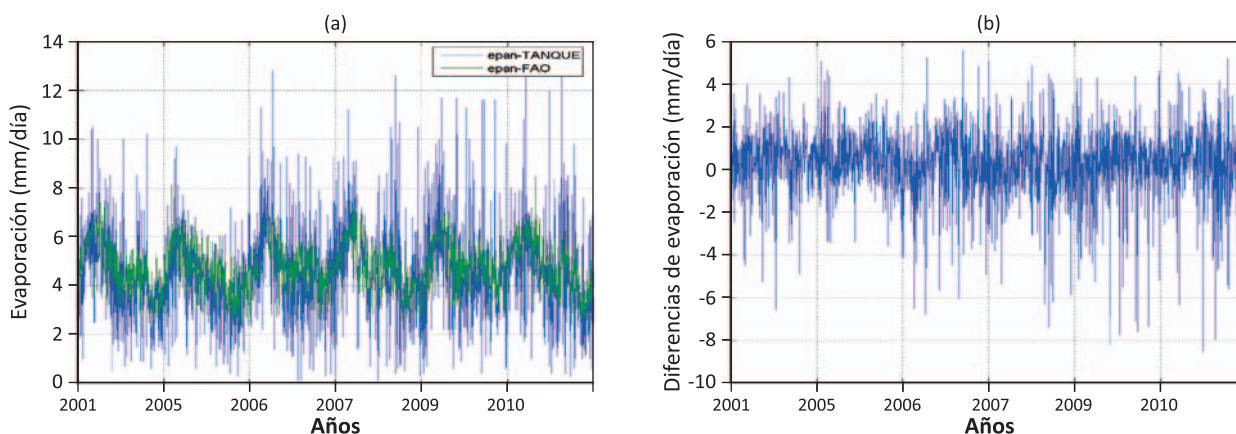 (a)
14
12
10
8
6
4
2
0
Evaporación (mm/día)
epan-TANQUE
epan-FAO
2001 2005 2006 2007 2009 2010
Años
(b)
6
4
2
0
-2
-4
-6
-8
-10
Diferencias de evaporación (mm/día)
2001 2005 2006 2007 2009 2010
Años